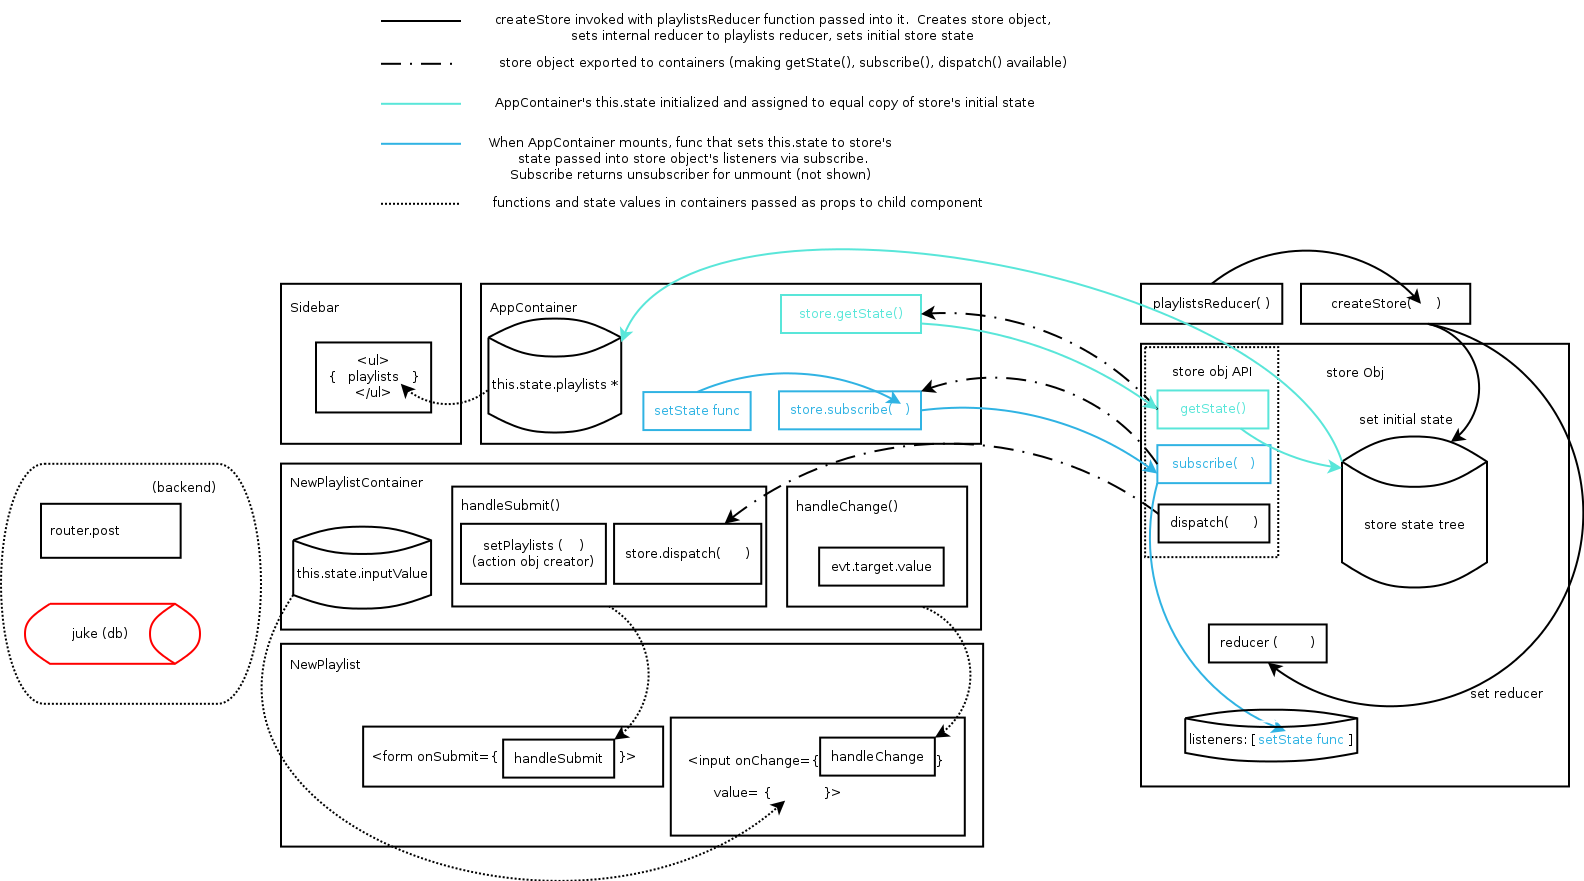 createStore invoked with playlistsReducer function passed into it.  Creates store object,
sets internal reducer to playlists reducer, sets initial store state
store object exported to containers (making getState(), subscribe(), dispatch() available)
AppContainer's this.state initialized and assigned to equal copy of store's initial state
When AppContainer mounts, func that sets this.state to store's
state passed into store object's listeners via subscribe.
Subscribe returns unsubscriber for unmount (not shown)
functions and state values in containers passed as props to child component
Sidebar
<ul>
{   playlists   }
</ul>
AppContainer
this.state.playlists *
store.getState()
setState func
store.subscribe(   )
playlistsReducer( )
createStore(      )
store obj API
getState()
subscribe(   )
dispatch(      )
store Obj
set initial state
store state tree
reducer (        )
set reducer
listeners: [ setState func ]
(backend)
router.post
juke (db)
NewPlaylistContainer
this.state.inputValue
handleSubmit()
setPlaylists (    )
(action obj creator)
store.dispatch(      )
handleChange()
evt.target.value
NewPlaylist
<form onSubmit={ handleSubmit }>
<input onChange={ handleChange }
value= {             }>